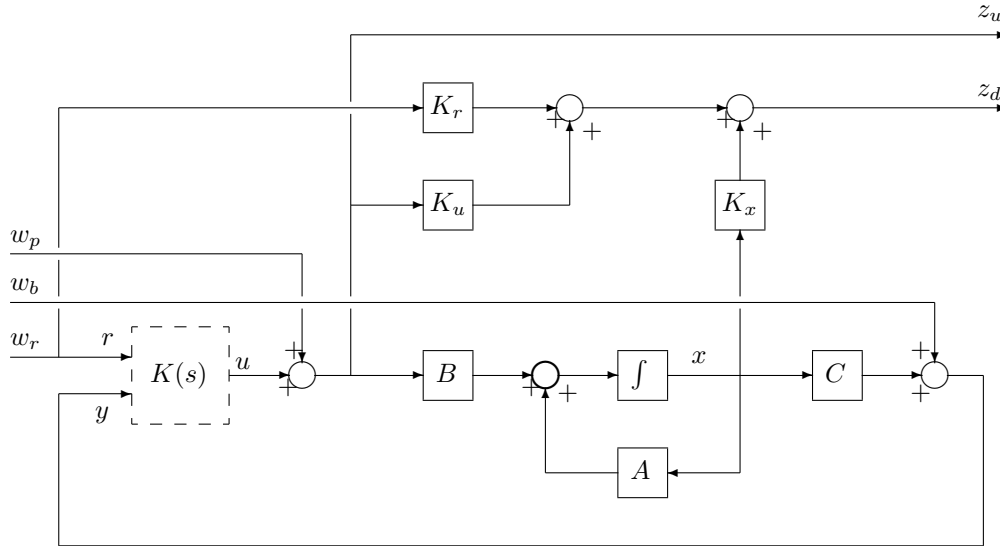 z_u
z_d
K_r
+ + + +
K_u K_x
w_p
w_b
w_r r + +
K(s) u B ∫ x C
+ + + +
y
A